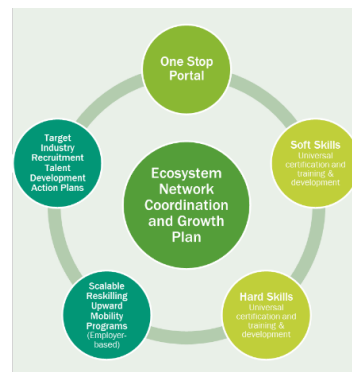 One Stop
Portal
Soft Skills
Universal
certification and
training &
development
Hard Skills
Universal
certification and
training &
development
Scalable
Reskilling
Upward
Mobility
Programs
(Employer-
based)
Target
Industry
Recruitment
Talent
Development
Action Plans
Ecosystem
Network
Coordination
and Growth
Plan